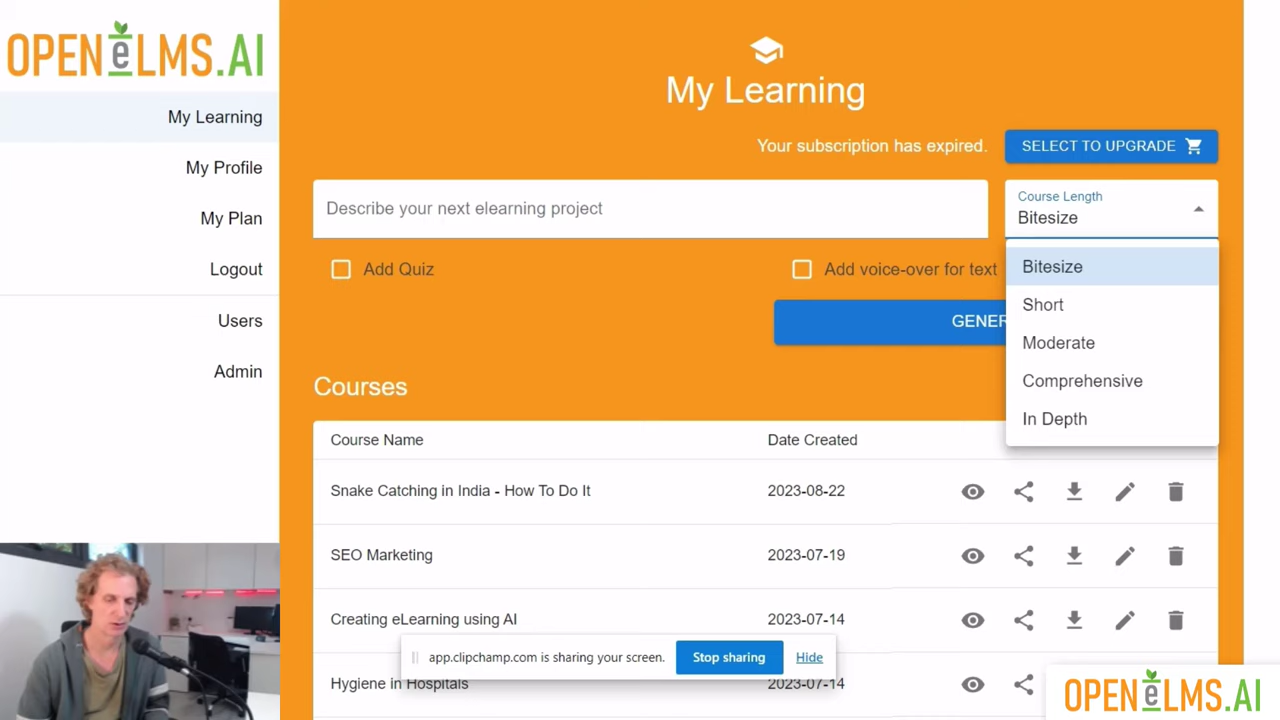 OPENeLMS.AI
My Learning
My Profile
My Plan
Logout
Users
Admin
My Learning
Your subscription has expired.
SELECT TO UPGRADE
Describe your next elearning project
Course Length
Bitesize
Add Quiz
Add voice-over for text
Bitesize
Short
Moderate
Comprehensive
In Depth
GENER
Courses
Course Name Date Created
Snake Catching in India - How To Do It 2023-08-22
SEO Marketing 2023-07-19
Creating eLearning using AI 2023-07-14
app.clipchamp.com is sharing your screen. Stop sharing Hide
Hygiene in Hospitals 2023-07-14
OPENeLMS.AI